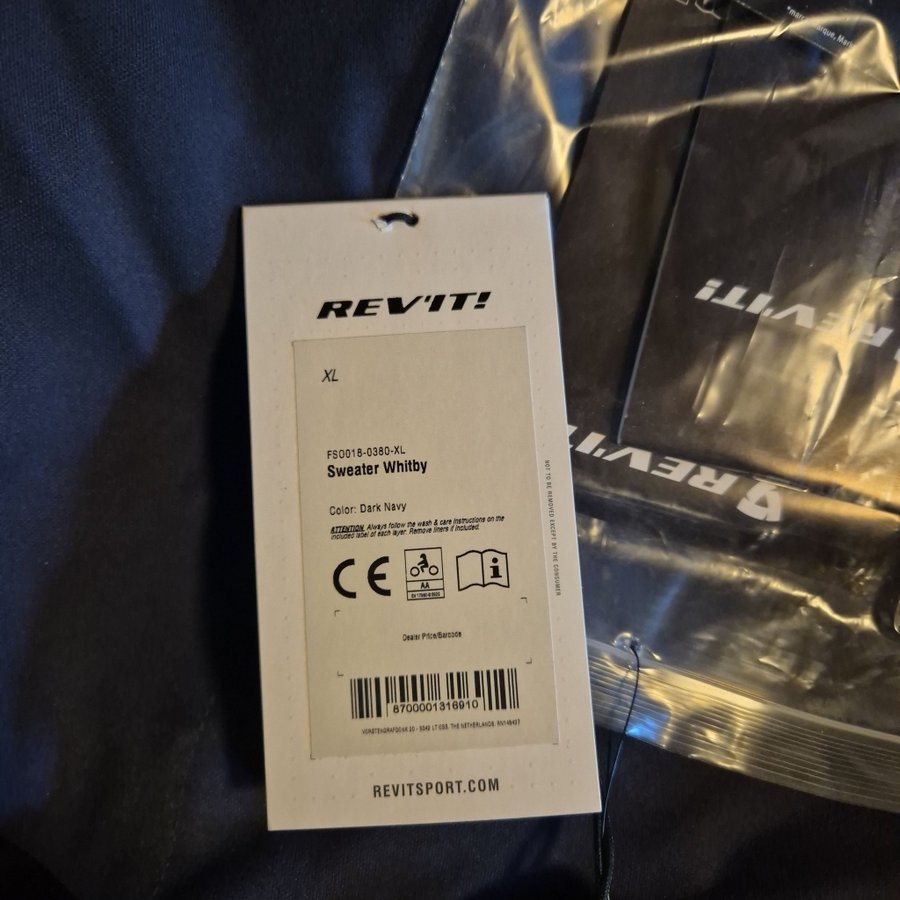 REV'IT!
XL
FSO018-0380-XL
Sweater Whitby
Color: Dark Navy
ATTENTION Always follow the wash & care instructions on the
included label of each layer. Remove liners if included.
CE
AA
i
NOT TO BE REMOVED EXCEPT BY THE CONSUMER
Dealer Price/Barcode
8700001316910
THE NETHERLANDS.
REVITSPORT.COM
REV'IT!
REV'IT!